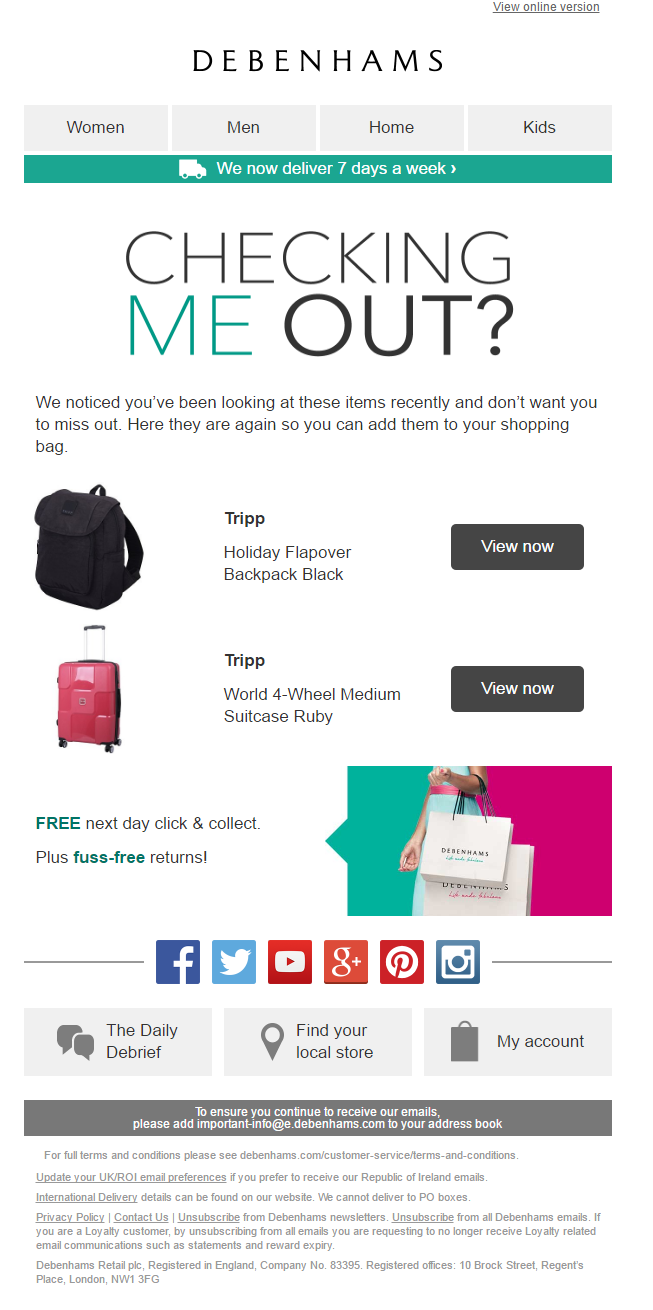 View online version
DEBENHAMS
Women
Men
Home
Kids
We now deliver 7 days a week ›
CHECKING
ME OUT?
We noticed you’ve been looking at these items recently and don’t want you
to miss out. Here they are again so you can add them to your shopping
bag.
Tripp
Holiday Flapover
Backpack Black
View now
Tripp
World 4-Wheel Medium
Suitcase Ruby
View now
FREE next day click & collect.
Plus fuss-free returns!
DEBENHAMS
Life made fabulous
DEBENHAMS
Life made fabulous
The Daily
Debrief
Find your
local store
My account
To ensure you continue to receive our emails,
please add important-info@e.debenhams.com to your address book
For full terms and conditions please see debenhams.com/customer-service/terms-and-conditions.
Update your UK/ROI email preferences if you prefer to receive our Republic of Ireland emails.
International Delivery details can be found on our website. We cannot deliver to PO boxes.
Privacy Policy | Contact Us | Unsubscribe from Debenhams newsletters. Unsubscribe from all Debenhams emails. If
you are a Loyalty customer, by unsubscribing from all emails you are requesting to no longer receive Loyalty related
email communications such as statements and reward expiry.
Debenhams Retail plc, Registered in England, Company No. 83395. Registered offices: 10 Brock Street, Regent’s
Place, London, NW1 3FG